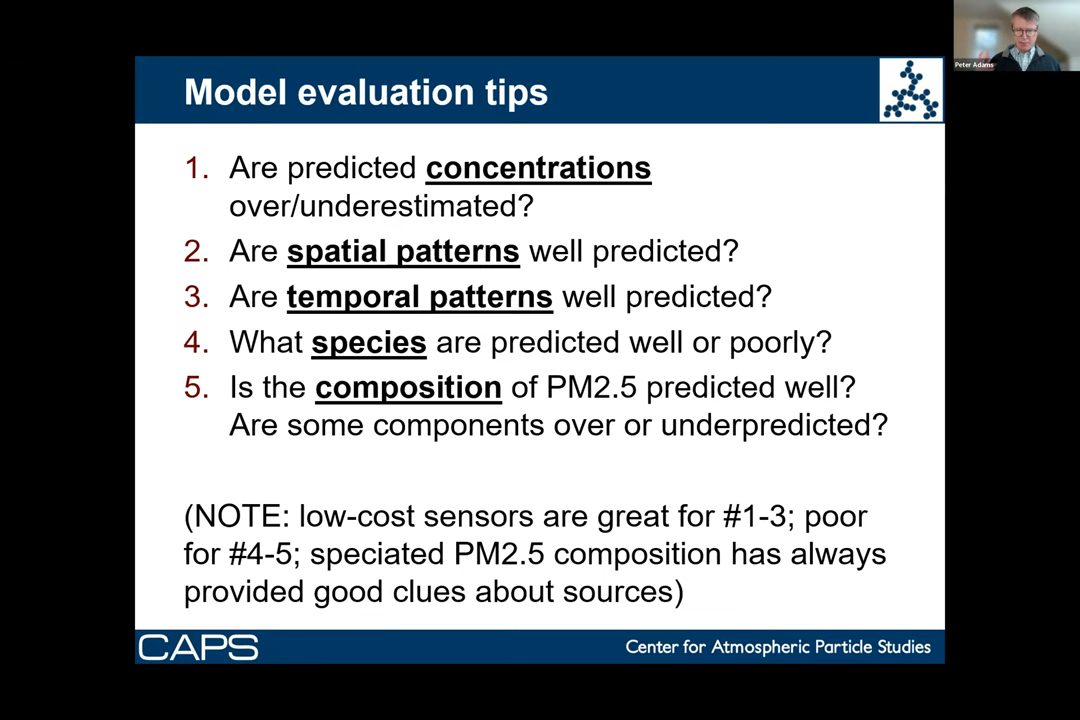 Peter Adams
Model evaluation tips
1. Are predicted concentrations
over/underestimated?
2. Are spatial patterns well predicted?
3. Are temporal patterns well predicted?
4. What species are predicted well or poorly?
5. Is the composition of PM2.5 predicted well?
Are some components over or underpredicted?
(NOTE: low-cost sensors are great for #1-3; poor
for #4-5; speciated PM2.5 composition has always
provided good clues about sources)
CAPS
Center for Atmospheric Particle Studies